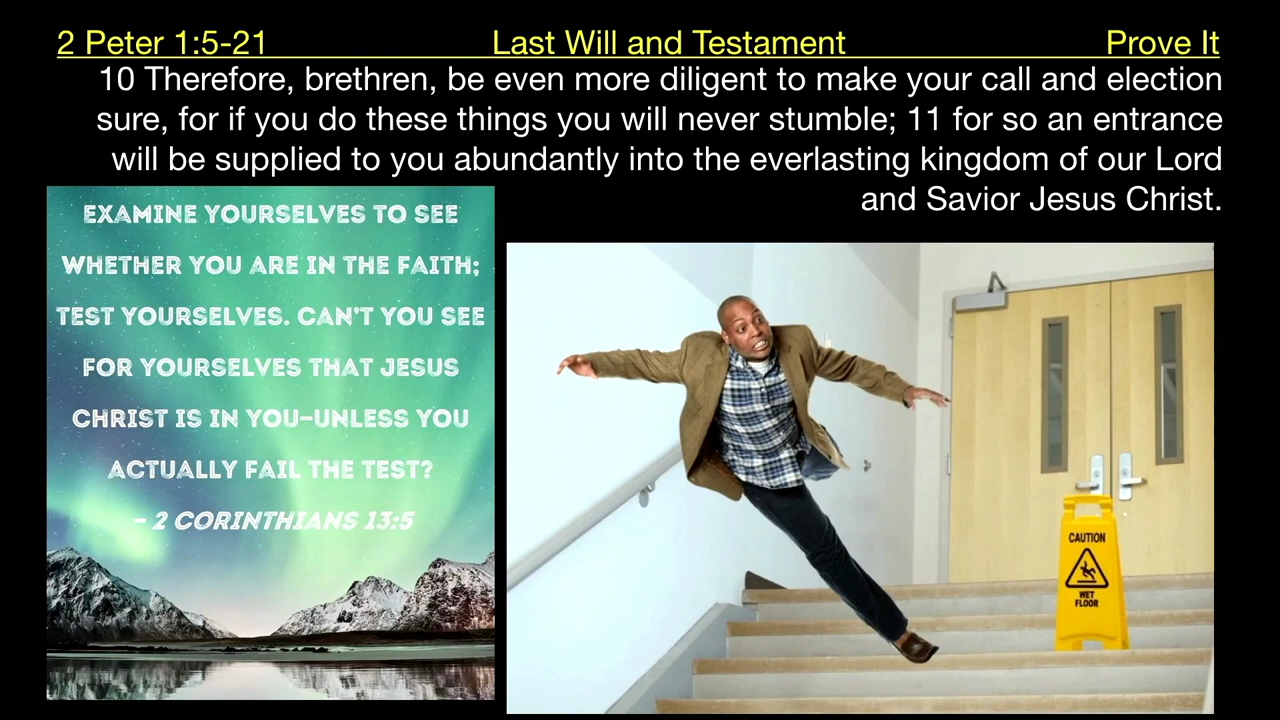 2 Peter 1:5-21 Last Will and Testament Prove It
10 Therefore, brethren, be even more diligent to make your call and election
sure, for if you do these things you will never stumble; 11 for so an entrance
will be supplied to you abundantly into the everlasting kingdom of our Lord
and Savior Jesus Christ.
EXAMINE YOURSELVES TO SEE
WHETHER YOU ARE IN THE FAITH;
TEST YOURSELVES. CAN'T YOU SEE
FOR YOURSELVES THAT JESUS
CHRIST IS IN YOU–UNLESS YOU
ACTUALLY FAIL THE TEST?
– 2 CORINTHIANS 13:5
CAUTION
WET
FLOOR